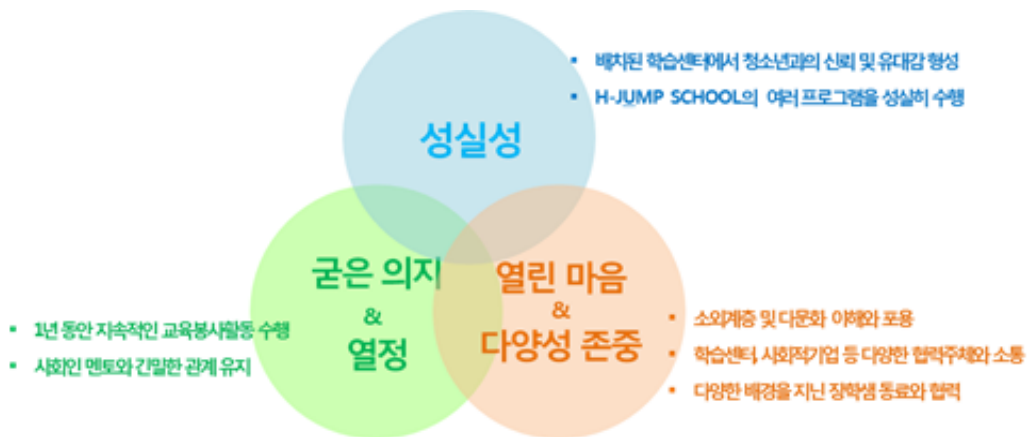 ▪ 배치된 학습센터에서 청소년과의 신뢰 및 유대감 형성
▪ H-JUMP SCHOOL의 여러 프로그램을 성실히 수행
성실성
굳은 의지
&
열정
열린 마음
&
다양성 존중
▪ 1년 동안 지속적인 교육봉사활동 수행
▪ 사회인 멘토와 긴밀한 관계 유지
▪ 소외계층 및 다문화 이해와 포용
▪ 학습센터, 사회적기업 등 다양한 협력주체와 소통
▪ 다양한 배경을 지닌 장학샘 동료와 협력